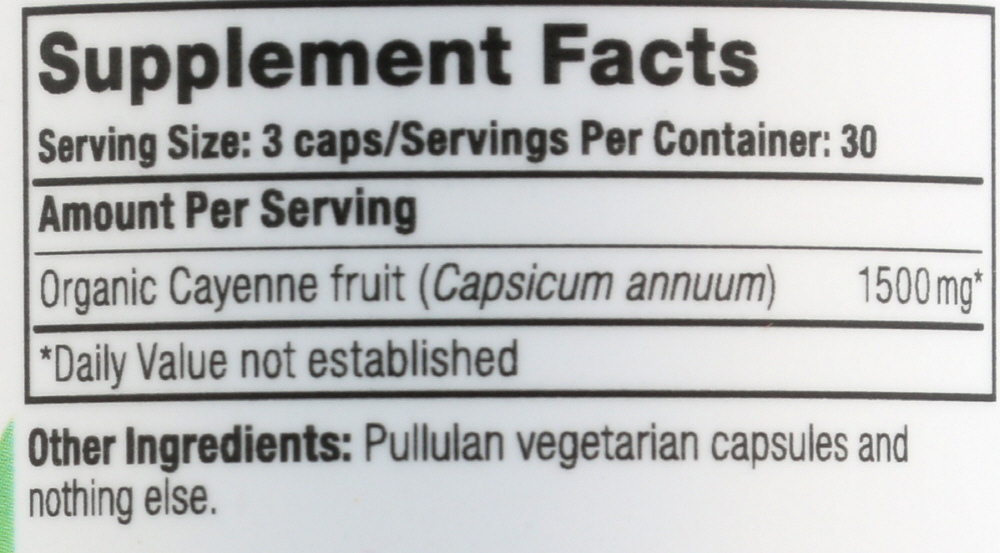 Supplement Facts
Serving Size: 3 caps/Servings Per Container: 30
Amount Per Serving
Organic Cayenne fruit (Capsicum annuum) 1500 mg*
*Daily Value not established
Other Ingredients: Pullulan vegetarian capsules and
nothing else.